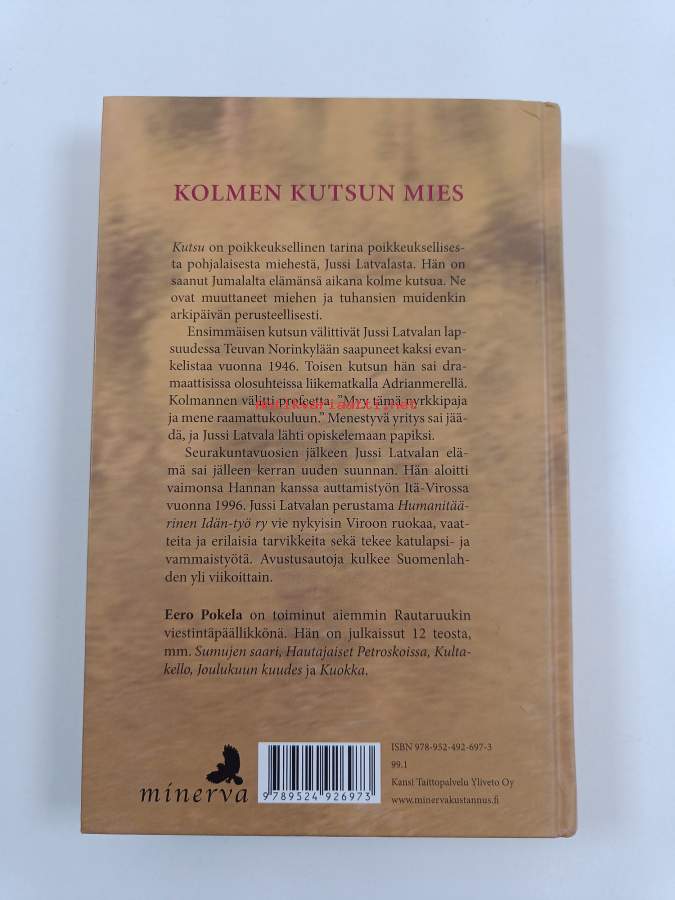 KOLMEN KUTSUN MIES
Kutsu on poikkeuksellinen tarina poikkeukselises-
ta pohjalaisesta miehestä, Jussi Latvalasta. Hän on
saanut Jumalalta elämänsä aikana kolme kutsua. Ne
ovat muuttaneet miehen ja tuhansien muidenkin
arkipäivän perusteellisesti.
Ensimmäisen kutsun välittivät Jussi Latvalan lap-
suudessa Teuvan Norinkylään saapuneet kaksi evan-
kelistaa vuonna 1946. Toisen kutsun hän sai dra-
maattisissa olosuhteissa liikematkalla Adrianmerellä.
Kolmannen välitti profeetta. ”Myy tämä nyrkkipaja
antikvariaatti.net
ja mene raamattukouluun.” Menestyvä yritys sai jää-
dä, ja Jussi Latvala lähti opiskelemaan papiksi.
Seurakuntavuosien jälkeen Jussi Latvalan elä-
mä sai jälleen kerran uuden suunnan. Hän aloitti
vaimonsa Hannan kanssa auttamistyön Itä-Virossa
vuonna 1996. Jussi Latvalan perustama Humanitää-
rinen Idän-työ ry vie nykyisin Viroon ruokaa, vaat-
teita ja erilaisia tarvikkeita sekä tekee katulapsi- ja
vammaistyötä. Avustusautoja kulkee Suomenlah-
den yli viikoittain.
Eero Pokela on toiminut aiemmin Rautaruukin
viestintäpäällikkönä. Hän on julkaissut 12 teosta,
mm. Sumujen saari, Hautajaiset Petroskoissa, Kulta-
kello, Joulukuun kuudes ja Kuokka.
minerva
9 789524 926973
ISBN 978-952-492-697-3
99.1
Kansi Taittopalvelu Yliveto Oy
www.minervakustannus.fi